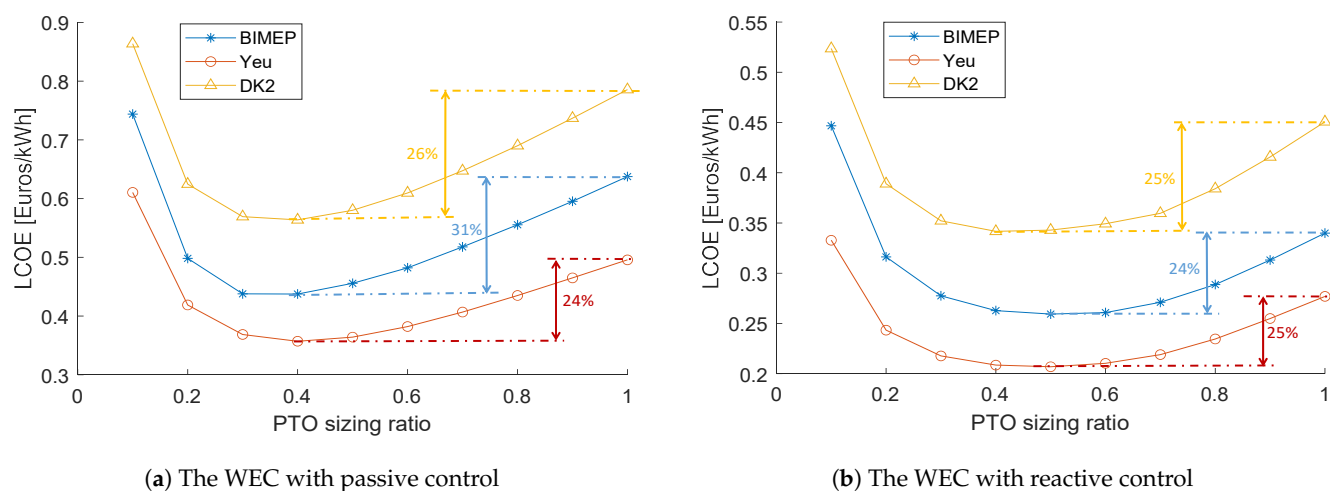 0.9
0.8
0.7
0.6
0.5
0.4
0.3
LCOE [Euros/kWh]
BIMEP
Yeu
DK2
26%
31%
24%
0
0.2
0.4
0.6
0.8
1
PTO sizing ratio
(a) The WEC with passive control
0.55
0.5
0.45
0.4
0.35
0.3
0.25
0.2
LCOE [Euros/kWh]
BIMEP
Yeu
DK2
25%
24%
25%
0
0.2
0.4
0.6
0.8
1
PTO sizing ratio
(b) The WEC with reactive control